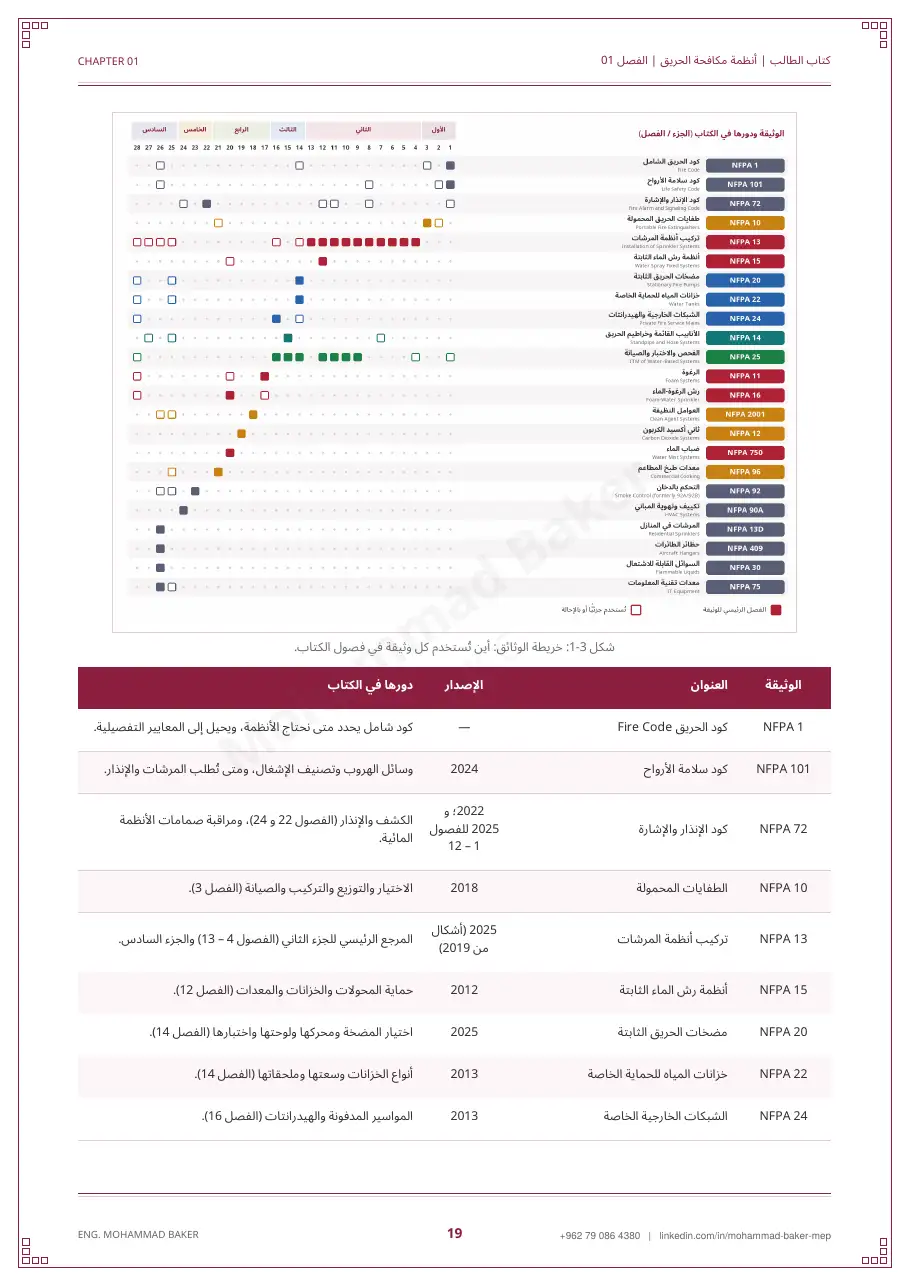 كتاب الطالب | أنظمة مكافحة الحريق | الفصل 01
CHAPTER 01
الوثيقة ودورها في الكتاب (الجزء / الفصل)
الأول الثاني الثالث الرابع الخامس السادس
1 2 3 4 5 6 7 8 9 10 11 12 13 14 15 16 17 18 19 20 21 22 23 24 25 26 27 28
NFPA 1
كود الحريق الشامل
Fire Code
NFPA 101
كود سلامة الأرواح
Life Safety Code
NFPA 72
كود الإنذار والإشارة
Fire Alarm and Signaling Code
NFPA 10
طفايات الحريق المحمولة
Portable Fire Extinguishers
NFPA 13
تركيب أنظمة المرشات
Installation of Sprinkler Systems
NFPA 15
أنظمة رش الماء الثابتة
Water Spray Fixed Systems
NFPA 20
مضخات الحريق الثابتة
Stationary Fire Pumps
NFPA 22
خزانات المياه للحماية الخاصة
Water Tanks
NFPA 24
الشبكات الخارجية والهيدرانتات
Private Fire Service Mains
NFPA 14
الأنابيب القائمة وخراطيم الحريق
Standpipe and Hose Systems
NFPA 25
الفحص والاختبار والصيانة
ITM of Water-Based Systems
NFPA 11
الرغوة
Foam Systems
NFPA 16
رش الرغوة-الماء
Foam-Water Sprinkler
NFPA 2001
العوامل النظيفة
Clean Agent Systems
NFPA 12
ثاني أكسيد الكربون
Carbon Dioxide Systems
NFPA 750
ضباب الماء
Water Mist Systems
NFPA 96
معدات طبخ المطاعم
Commercial Cooking
NFPA 92
التحكم بالدخان
Smoke Control (formerly 92A/92B)
NFPA 90A
تكييف وتهوية المباني
HVAC Systems
NFPA 13D
المرشات في المنازل
Residential Sprinklers
NFPA 409
حظائر الطائرات
Aircraft Hangars
NFPA 30
السوائل القابلة للاشتعال
Flammable Liquids
NFPA 75
معدات تقنية المعلومات
IT Equipment
الفصل الرئيسي للوثيقة
تُستخدم جزئيًا أو بالإحالة
شكل 3-1: خريطة الوثائق: أين تُستخدم كل وثيقة في فصول الكتاب.
الوثيقة العنوان الإصدار دورها في الكتاب
NFPA 1 كود الحريق Fire Code — كود شامل يحدد متى نحتاج الأنظمة، ويحيل إلى المعايير التفصيلية.
NFPA 101 كود سلامة الأرواح 2024 وسائل الهروب وتصنيف الإشغال، ومتى تُطلب المرشات والإنذار.
NFPA 72 كود الإنذار والإشارة 2022؛ و
2025 للفصول
1 – 12
الكشف والإنذار (الفصول 22 و 24)، ومراقبة صمامات الأنظمة
المائية.
NFPA 10 الطفايات المحمولة 2018 الاختيار والتوزيع والتركيب والصيانة (الفصل 3).
NFPA 13 تركيب أنظمة المرشات 2025 (أشكال
من 2019)
المرجع الرئيسي للجزء الثاني (الفصول 4 – 13) والجزء السادس.
NFPA 15 أنظمة رش الماء الثابتة 2012 حماية المحولات والخزانات والمعدات (الفصل 12).
NFPA 20 مضخات الحريق الثابتة 2025 اختيار المضخة ومحركها ولوحتها واختبارها (الفصل 14).
NFPA 22 خزانات المياه للحماية الخاصة 2013 أنواع الخزانات وسعتها وملحقاتها (الفصل 14).
NFPA 24 الشبكات الخارجية الخاصة 2013 المواسير المدفونة والهيدرانتات (الفصل 16).
Mohammad Baker
ENG. MOHAMMAD BAKER
19
+962 79 086 4380 | linkedin.com/in/mohammad-baker-mep